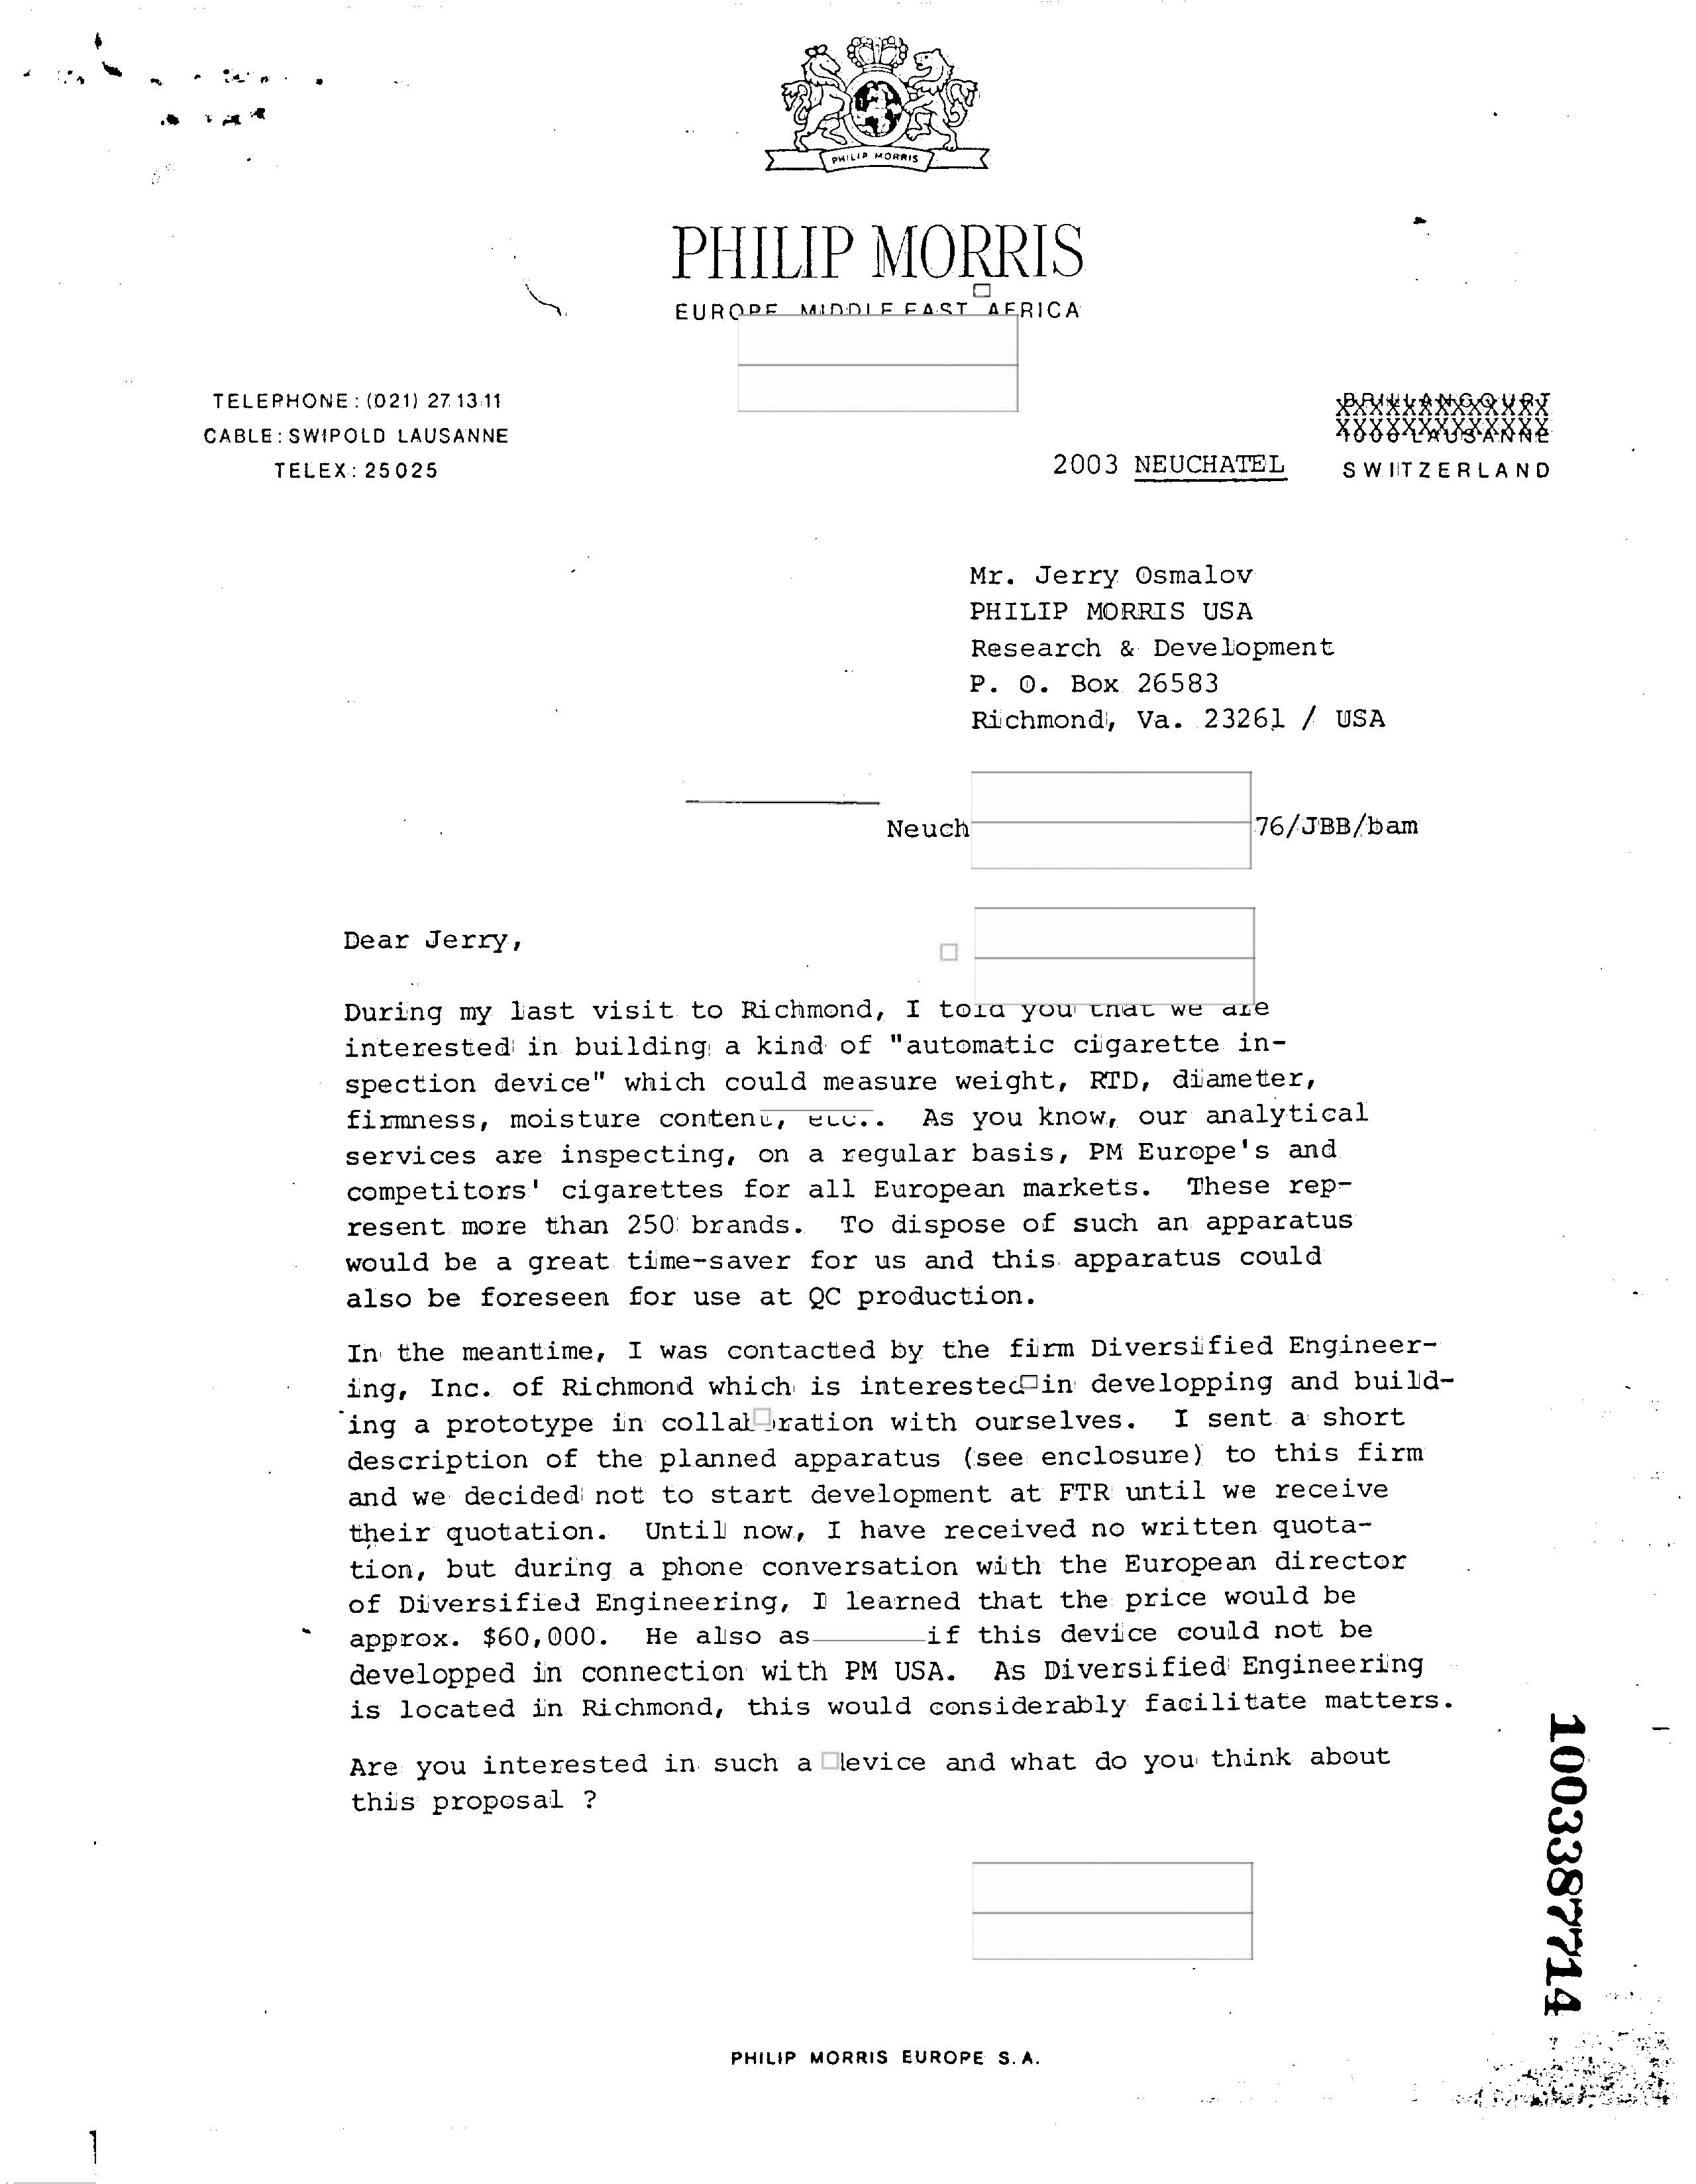 PHILIP MORRIS
PHILIP MORRIS
EUROPE MIDDLE EAST AFRICA
TELEPHONE: (021) 27 13 11
CABLE: SWIPOLD LAUSANNE
TELEX: 25025
BRILLANCOURT
1000 LAUSANNE
2003 NEUCHATEL SWITZERLAND
Mr. Jerry Osmalov
PHILIP MORRIS USA
Research & Development
P. O. Box 26583
Richmond, Va. 23261 / USA
Neuch 76/JBB/bam
Dear Jerry,
During my last visit to Richmond, I told you that we are
interested in building a kind of "automatic cigarette in-
spection device" which could measure weight, RTD, diameter,
firmness, moisture content, etc.. As you know, our analytical
services are inspecting, on a regular basis, PM Europe's and
competitors' cigarettes for all European markets. These rep-
resent more than 250 brands. To dispose of such an apparatus
would be a great time-saver for us and this apparatus could
also be foreseen for use at QC production.
In the meantime, I was contacted by the firm Diversified Engineer-
ing, Inc. of Richmond which is interested in developping and build-
ing a prototype in collaboration with ourselves. I sent a short
description of the planned apparatus (see enclosure) to this firm
and we decided not to start development at FTR until we receive
their quotation. Until now, I have received no written quota-
tion, but during a phone conversation with the European director
of Diversified Engineering, I learned that the price would be
approx. $60,000. He also as if this device could not be
developped in connection with PM USA. As Diversified Engineering
is located in Richmond, this would considerably facilitate matters.
Are you interested in such a device and what do you think about
this proposal ?
PHILIP MORRIS EUROPE S.A.
1003387714